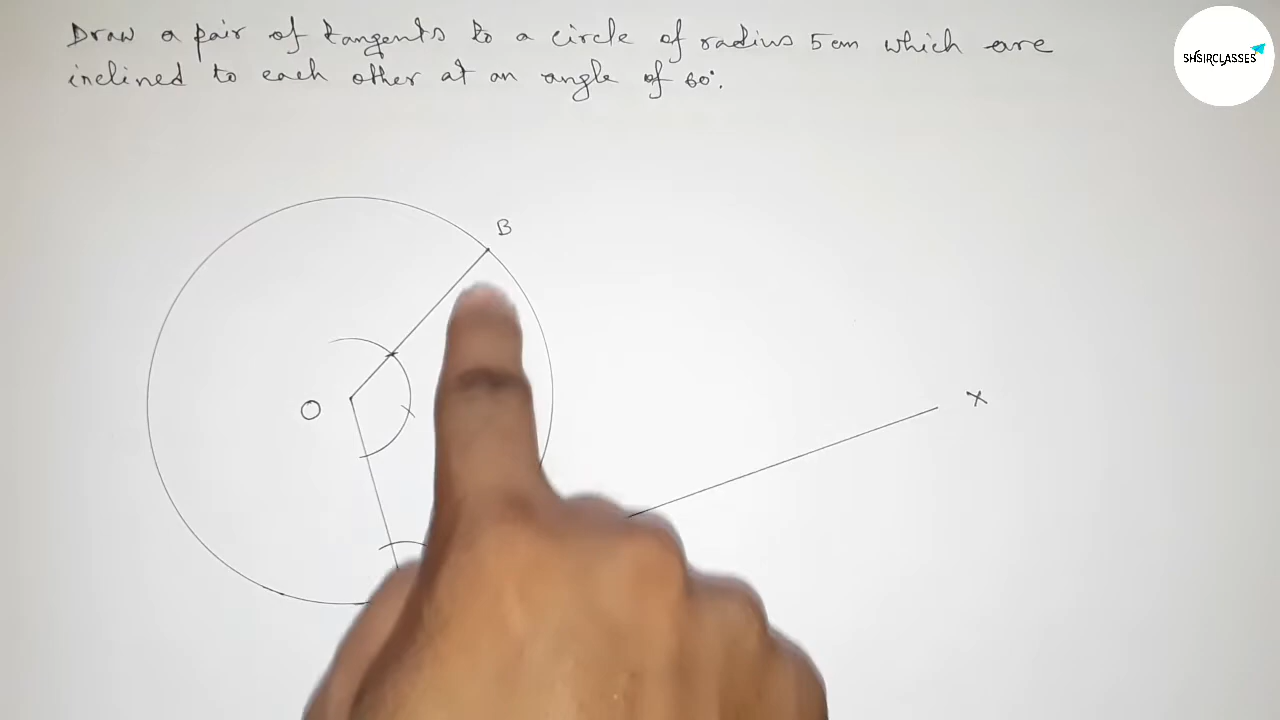 Draw a pair of tangents to a circle of radius 5 cm which are
inclined to each other at an angle of 60°.
SHSIRCLASSES
B
O
X